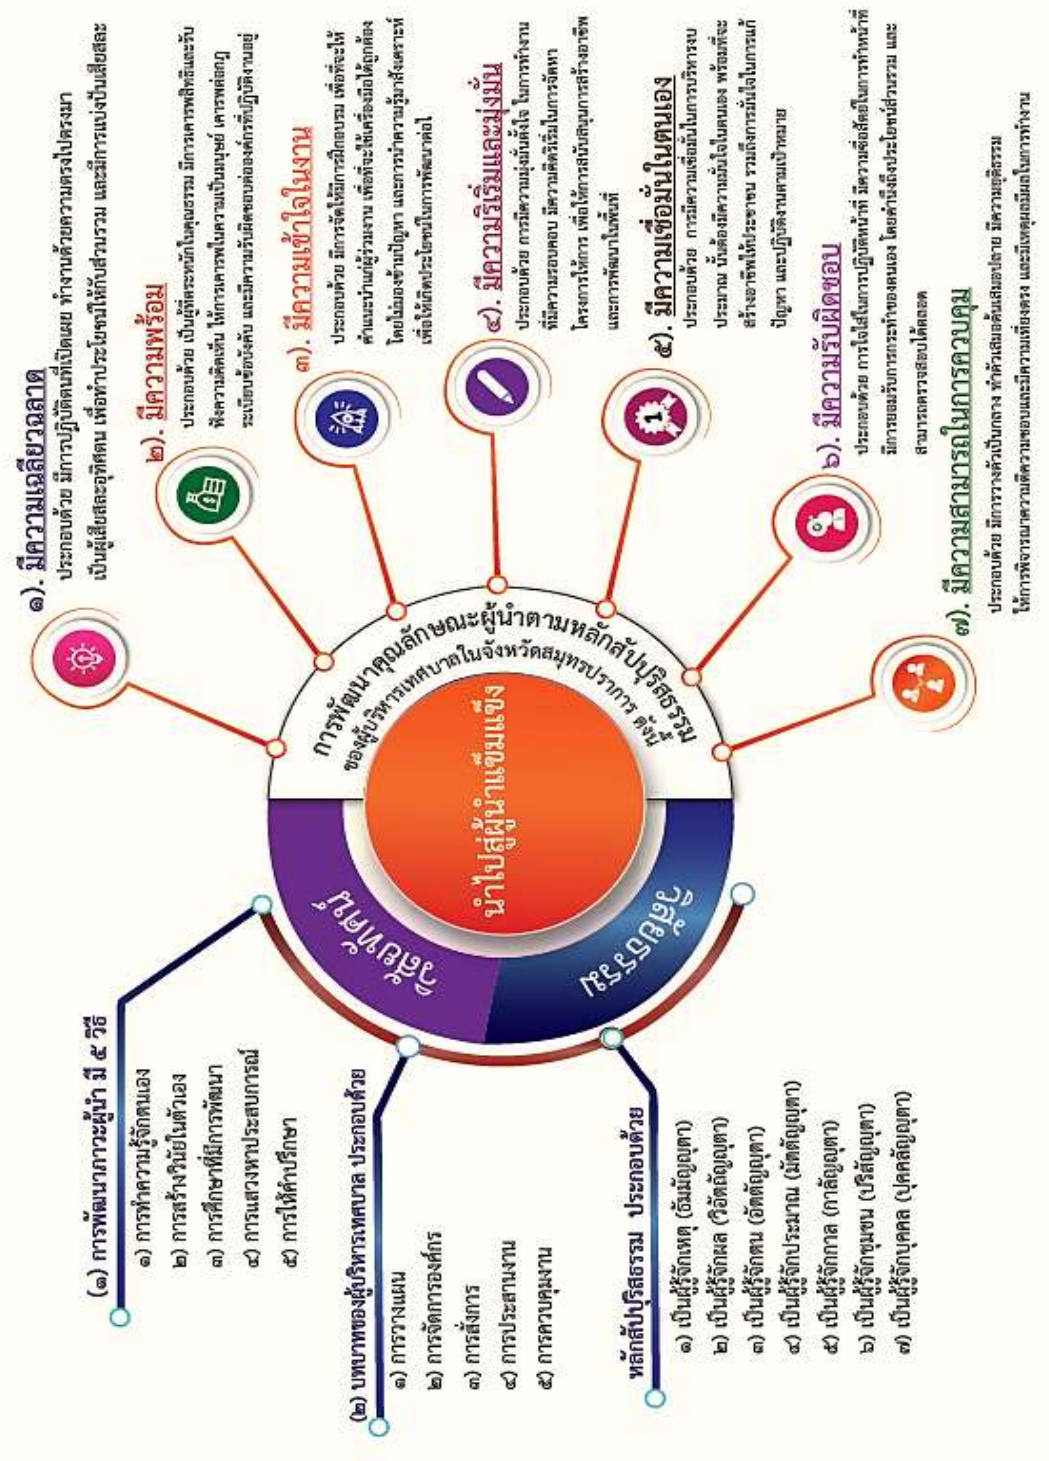 (๑) การพัฒนาภาวะผู้นำ มี ๕ วิธี
๑) การทำความรู้จักตนเอง
๒) การสร้างวินัยในตัวเอง
๓) การศึกษาที่มีการพัฒนา
๔) การแสวงหาประสบการณ์
๕) การให้คำปรึกษา
(๒) บทบาทของผู้บริหารเทศบาล ประกอบด้วย
๑) การวางแผน
๒) การจัดการองค์กร
๓) การสั่งการ
๔) การประสานงาน
๕) การควบคุมงาน
หลักสัปปุริสธรรม ประกอบด้วย
๑) เป็นผู้รู้จักเหตุ (ธัมมัญญุตา)
๒) เป็นผู้รู้จักผล (วิอัตถัญญุตา)
๓) เป็นผู้รู้จักตน (อัตตัญญุตา)
๔) เป็นผู้รู้จักประมาณ (มัตตัญญุตา)
๕) เป็นผู้รู้จักกาล (กาลัญญุตา)
๖) เป็นผู้รู้จักชุมชน (ปริสัญญุตา)
๗) เป็นผู้รู้จักบุคคล (ปุคคลัญญุตา)
วิสัยทัศน์
วิสัยธรรม
นำไปสู่ผู้นำแข็มแข็ง
การพัฒนาคุณลักษณะผู้นำตามหลักสัปปุริสธรรม
ของผู้บริหารเทศบาลในจังหวัดสมุทรปราการ ดังนี้
๑). มีความเฉลียวฉลาด
ประกอบด้วย มีการปฏิบัติตนที่เปิดเผย ทำงานด้วยความตรงไปตรงมา
เป็นผู้เสียสละอุทิศตน เพื่อทำประโยชน์ให้กับส่วนรวม และมีการแบ่งปันเสียสละ
๒). มีความพร้อม
ประกอบด้วย เป็นผู้ที่ตระหนักในคุณธรรม มีการเคารพสิทธิและรับ
ฟังความคิดเห็น ให้การเคารพในความเป็นมนุษย์ เคารพต่อกฎ
ระเบียบข้อบังคับ และมีความรับผิดชอบต่อองค์กรที่ปฏิบัติงานอยู่
๓). มีความเข้าใจในงาน
ประกอบด้วย มีการจัดให้มีการฝึกอบรม เพื่อที่จะให้
คำแนะนำแก่ผู้ร่วมงาน เพื่อที่จะใช้เครื่องมือได้ถูกต้อง
โดยไม่มองข้ามปัญหา และการนำความรู้มาสังเคราะห์
เพื่อให้เกิดประโยชน์ในการพัฒนาต่อไป
๔). มีความริเริ่มและมุ่งมั่น
ประกอบด้วย การมีความมุ่งมั่นตั้งใจ ในการทำงาน
ที่มีความรอบคอบ มีความคิดริเริ่มในการจัดหา
โครงการให้การ เพื่อให้การสนับสนุนการสร้างอาชีพ
และการพัฒนาในพื้นที่
๕). มีความเชื่อมั่นในตนเอง
ประกอบด้วย การมีความเชื่อมั่นในการบริหารงบ
ประมาณ นั้นต้องมีความมั่นใจในตนเอง พร้อมที่จะ
สร้างอาชีพให้ประชาชน รวมถึงการมั่นใจในการแก้
ปัญหา และปฏิบัติงานตามเป้าหมาย
1
๖). มีความรับผิดชอบ
ประกอบด้วย การใจใส่ในการปฏิบัติหน้าที่ มีความซื่อสัตย์ในการทำหน้าที่
มีการยอมรับการกระทำของตนเอง โดยคำนึงถึงประโยชน์ส่วนรวม และ
สามารถตรวจสอบได้ตลอด
๗). มีความสามารถในการควบคุม
ประกอบด้วย มีการวางตัวเป็นกลาง ทำตัวเสมอต้นเสมอปลาย มีความยุติธรรม
ให้การพิจารณาความดีความชอบและมีความเที่ยงตรง และมีเหตุผลมีผลในการทำงาน